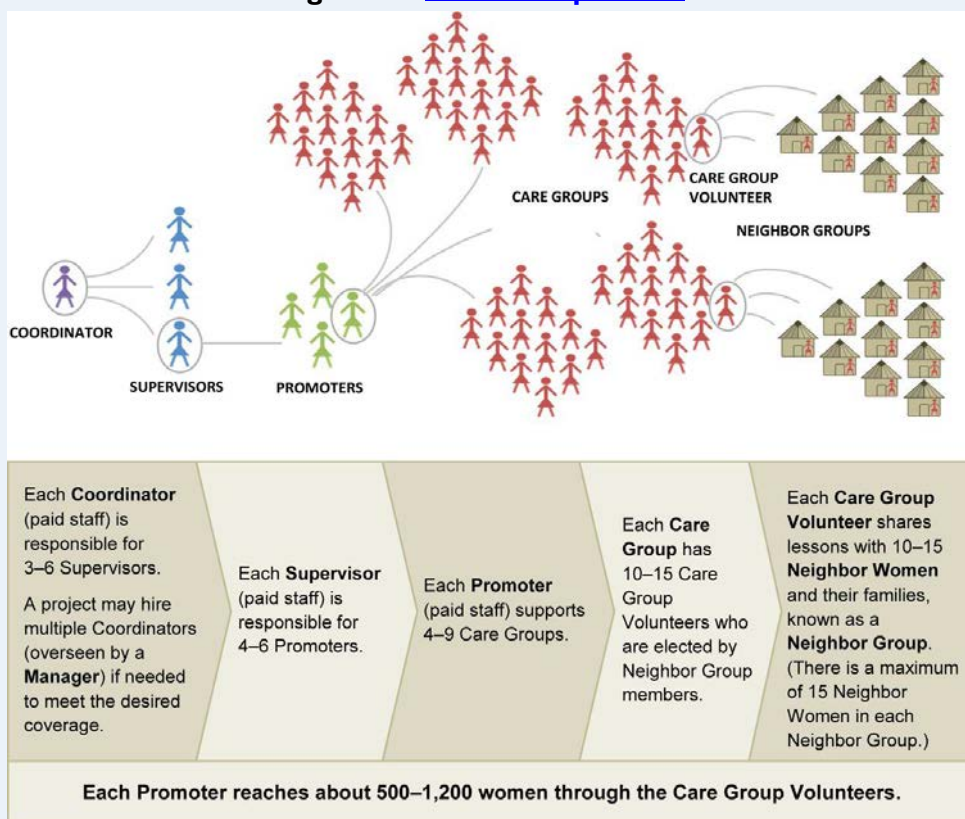 CARE GROUPS
CARE GROUP
VOLUNTEER
NEIGHBOR GROUPS
COORDINATOR
SUPERVISORS
PROMOTERS
Each Coordinator
(paid staff) is
responsible for
3–6 Supervisors.
A project may hire
multiple Coordinators
(overseen by a
Manager) if needed
to meet the desired
coverage.
Each Supervisor
(paid staff) is
responsible for
4–6 Promoters.
Each Promoter
(paid staff) supports
4–9 Care Groups.
Each Care
Group has
10–15 Care
Group
Volunteers who
are elected by
Neighbor Group
members.
Each Care Group
Volunteer shares
lessons with 10–15
Neighbor Women
and their families,
known as a
Neighbor Group.
(There is a maximum
of 15 Neighbor
Women in each
Neighbor Group.)
Each Promoter reaches about 500–1,200 women through the Care Group Volunteers.